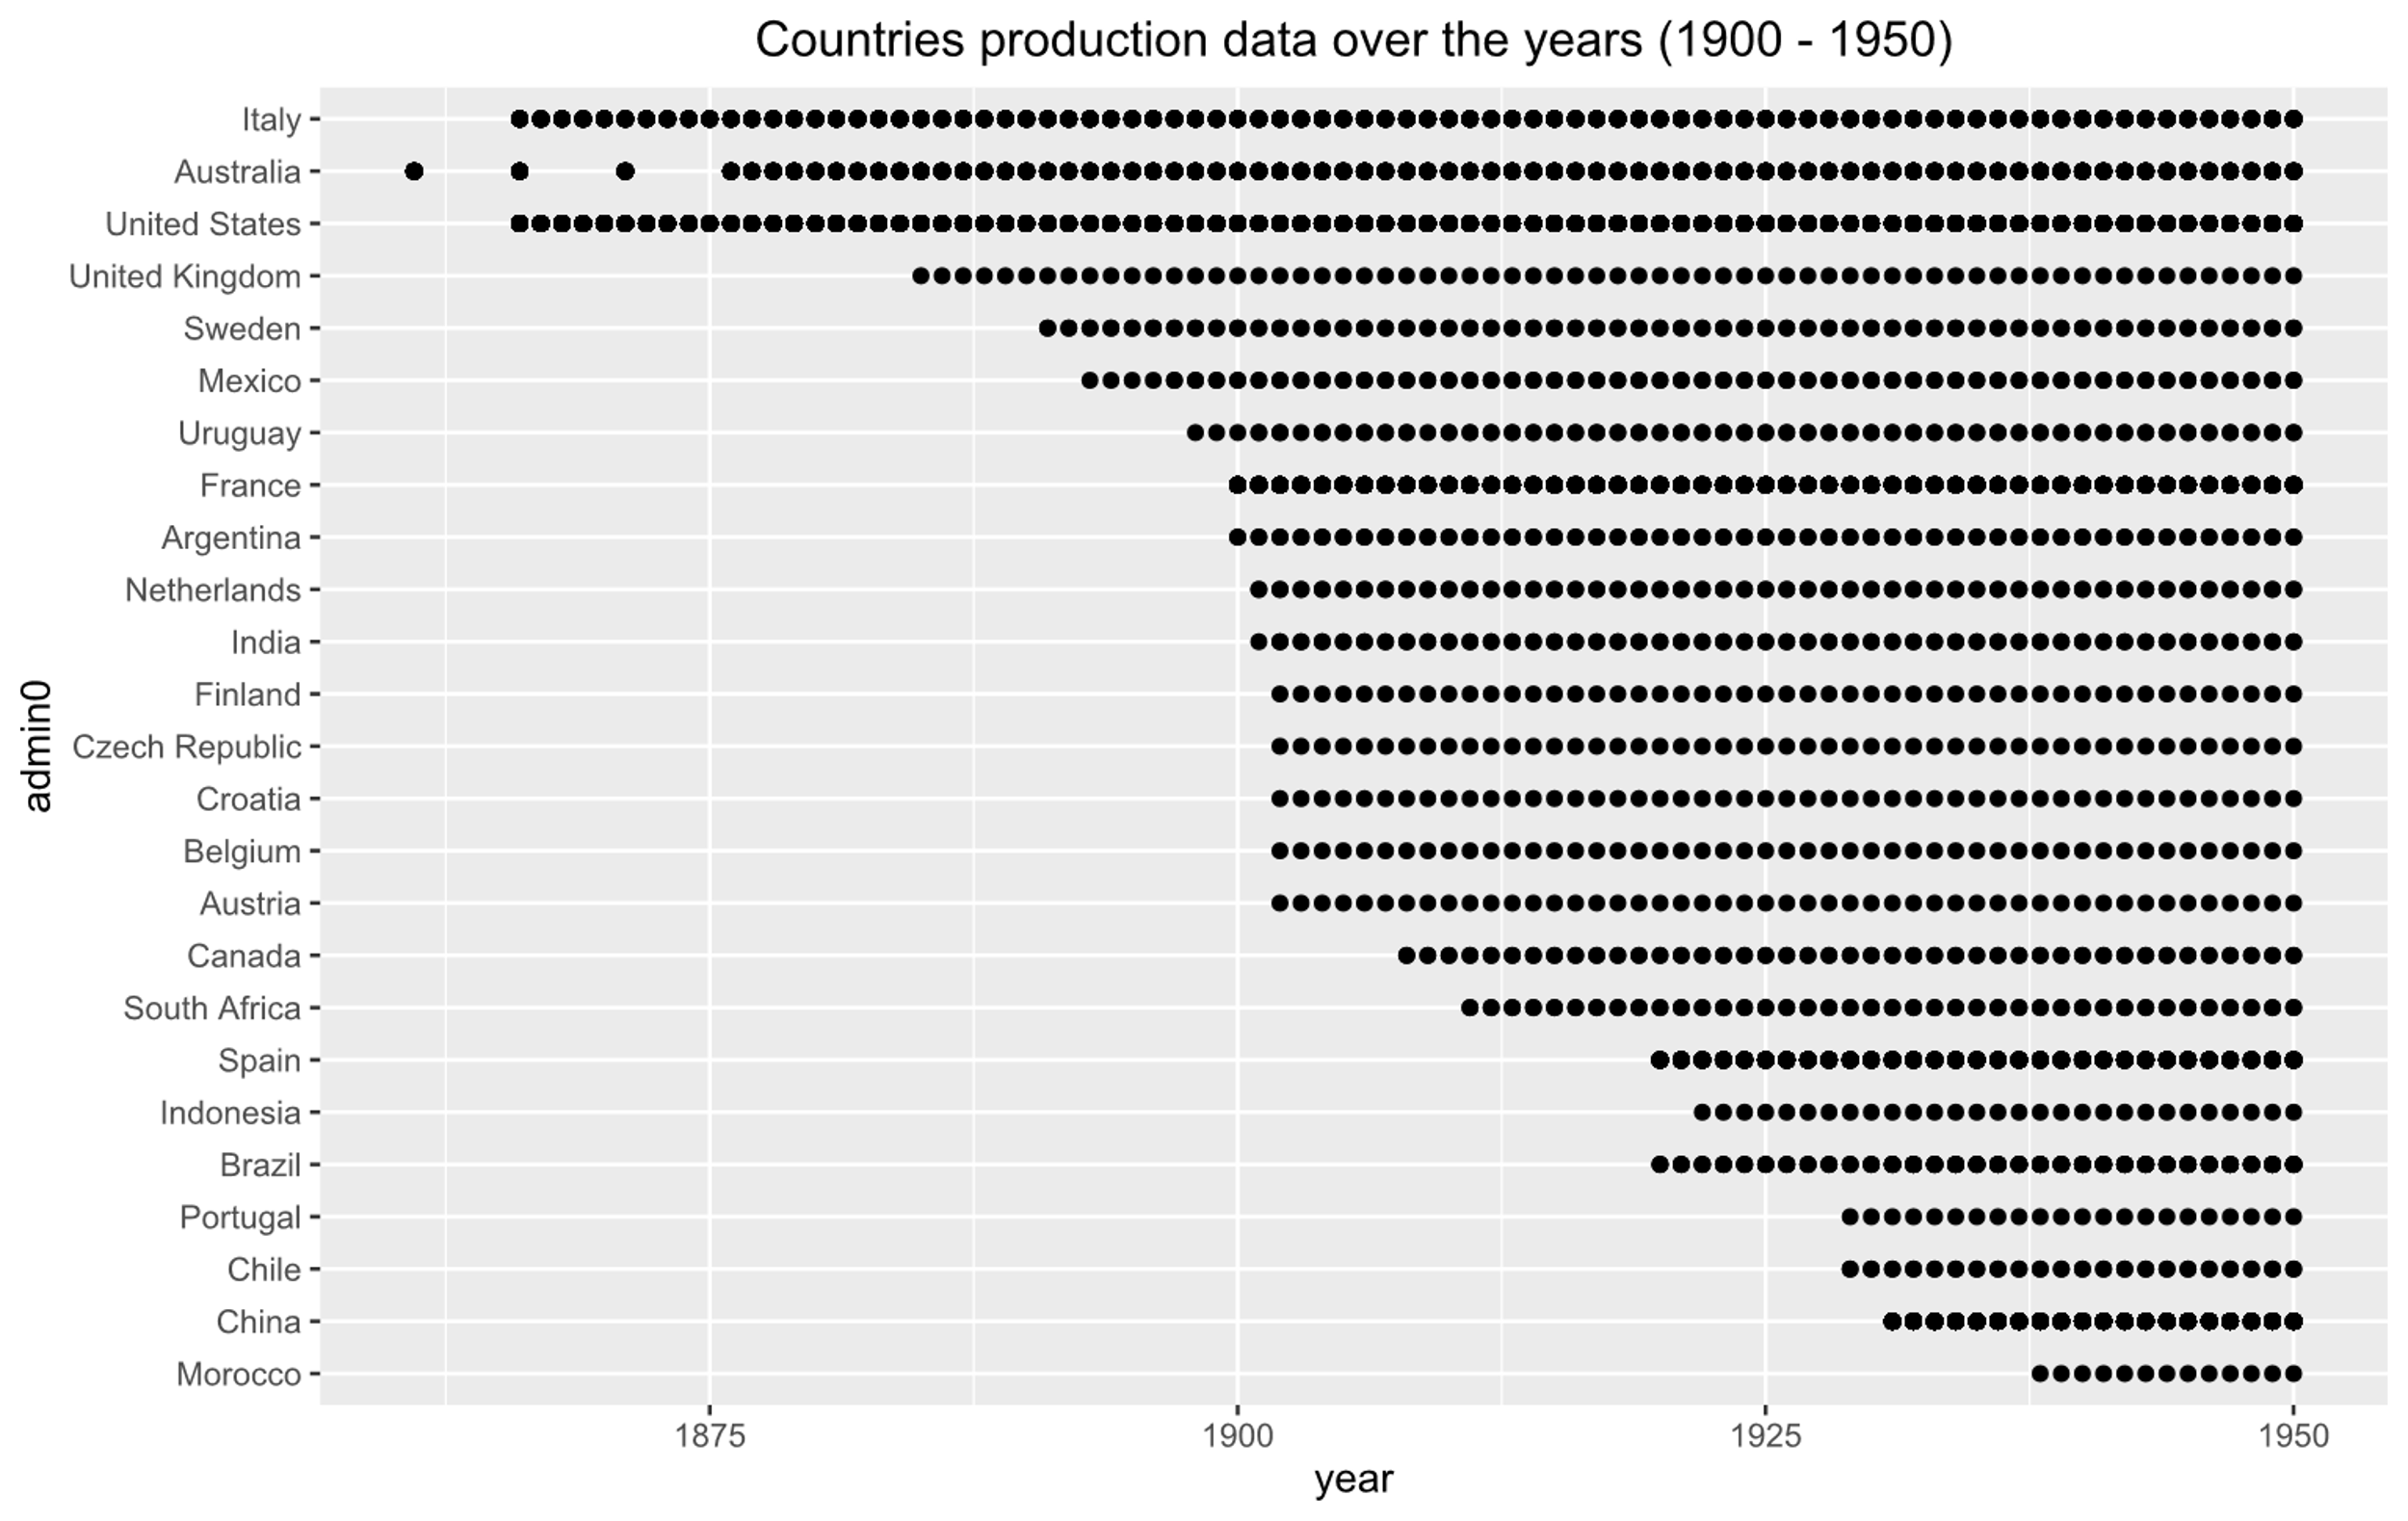 Countries production data over the years (1900 - 1950)
Italy
Australia
United States
United Kingdom
Sweden
Mexico
Uruguay
France
Argentina
Netherlands
India
Finland
Czech Republic
Croatia
Belgium
Austria
Canada
South Africa
Spain
Indonesia
Brazil
Portugal
Chile
China
Morocco
admin0
1875 1900 1925 1950
year